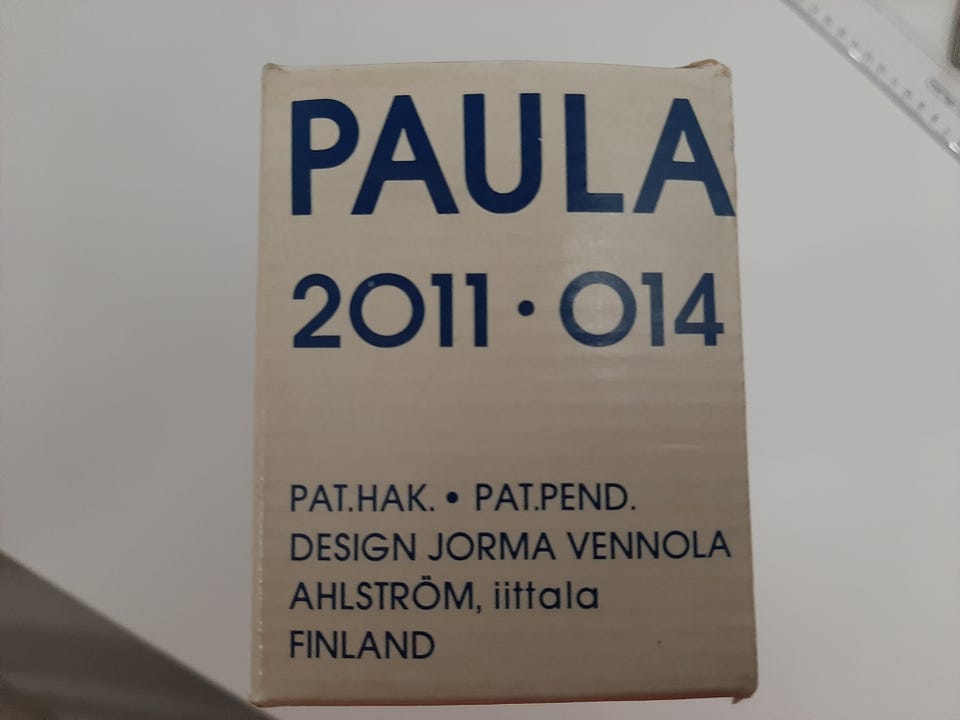 PAULA
2011 • 014
PAT.HAK. • PAT.PEND.
DESIGN JORMA VENNOLA
AHLSTRÖM, iittala
FINLAND